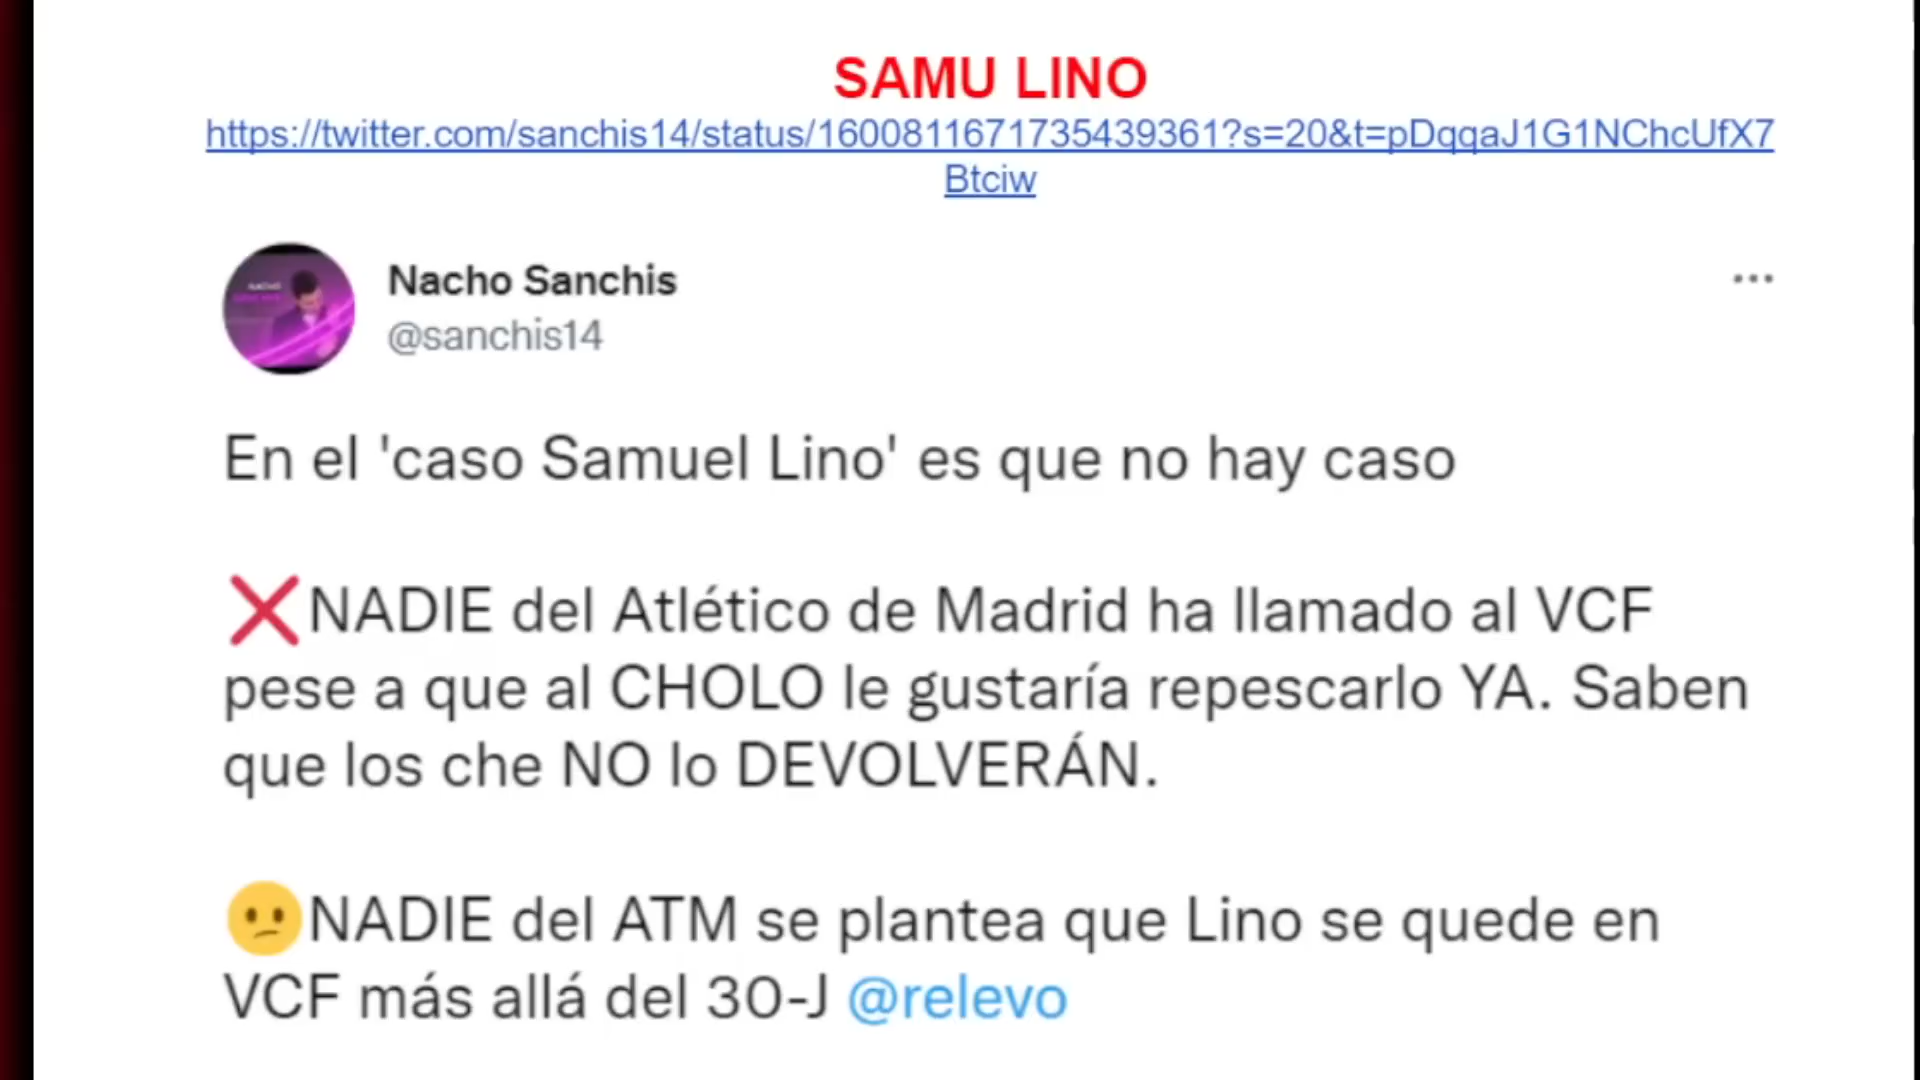 SAMU LINO
https://twitter.com/sanchis14/status/1600811671735439361?s=20&t=pDqqaJ1G1NChcUfX7
Btciw
Nacho Sanchis
@sanchis14
En el 'caso Samuel Lino' es que no hay caso
❌NADIE del Atlético de Madrid ha llamado al VCF
pese a que al CHOLO le gustaría repescarlo YA. Saben
que los che NO lo DEVOLVERÁN.
😕NADIE del ATM se plantea que Lino se quede en
VCF más allá del 30-J @relevo